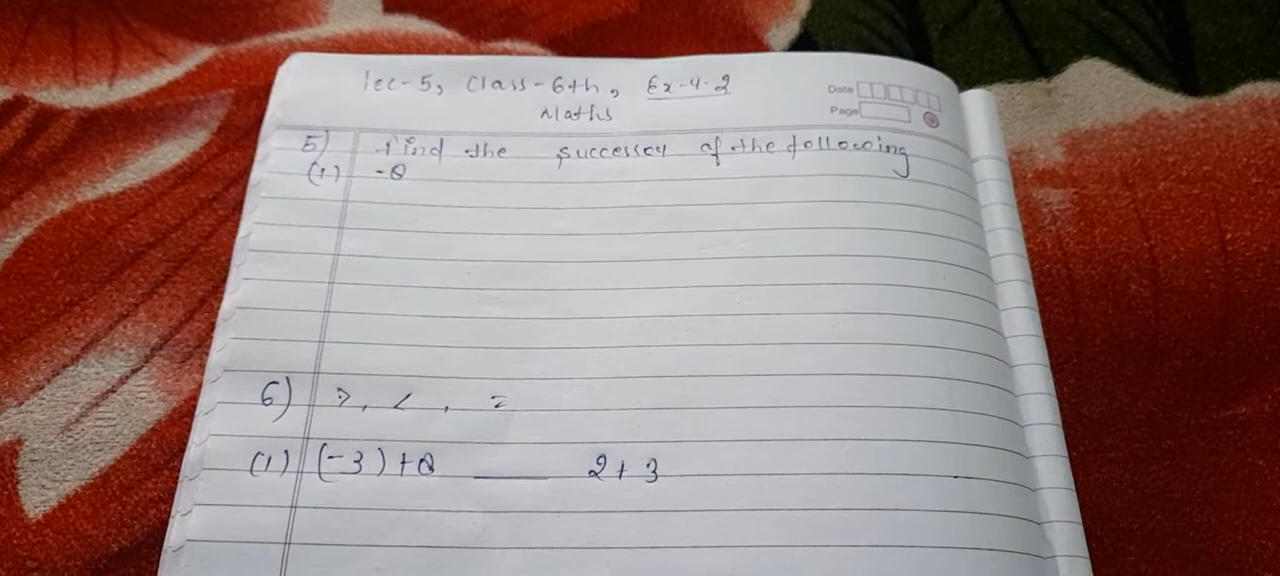 lec-5, Class-6th, Ex-4.2
Maths
Date
Page
5) Find the successor of the following
(1) -8
6) >, <, =
(1) (-3)+8 ____ 2+3